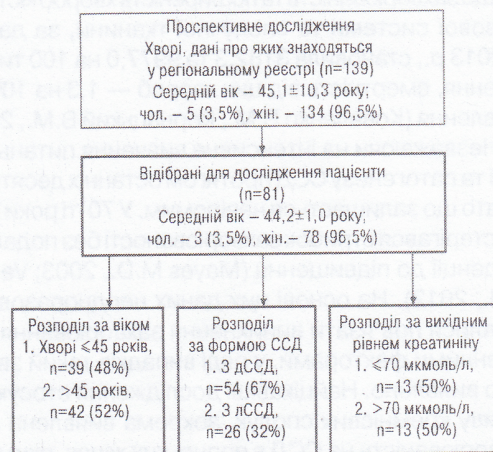 Проспективне дослідження
Хворі, дані про яких знаходяться
у регіональному реєстрі (n=139)
Середній вік – 45,1±10,3 року;
чол. – 5 (3,5%), жін. – 134 (96,5%)
Відібрані для дослідження пацієнти
(n=81)
Середній вік – 44,2±1,0 року;
чол. – 3 (3,5%), жін. – 78 (96,5%)
Розподіл за віком
1. Хворі ⩽45 років,
n=39 (48%)
2. >45 років,
n=42 (52%)
Розподіл
за формою ССД
1. З дССД,
n=54 (67%)
2. З лССД,
n=26 (32%)
Розподіл за вихідним
рівнем креатиніну
1. ⩽70 мкмоль/л,
n=13 (50%)
2. >70 мкмоль/л,
n=13 (50%)